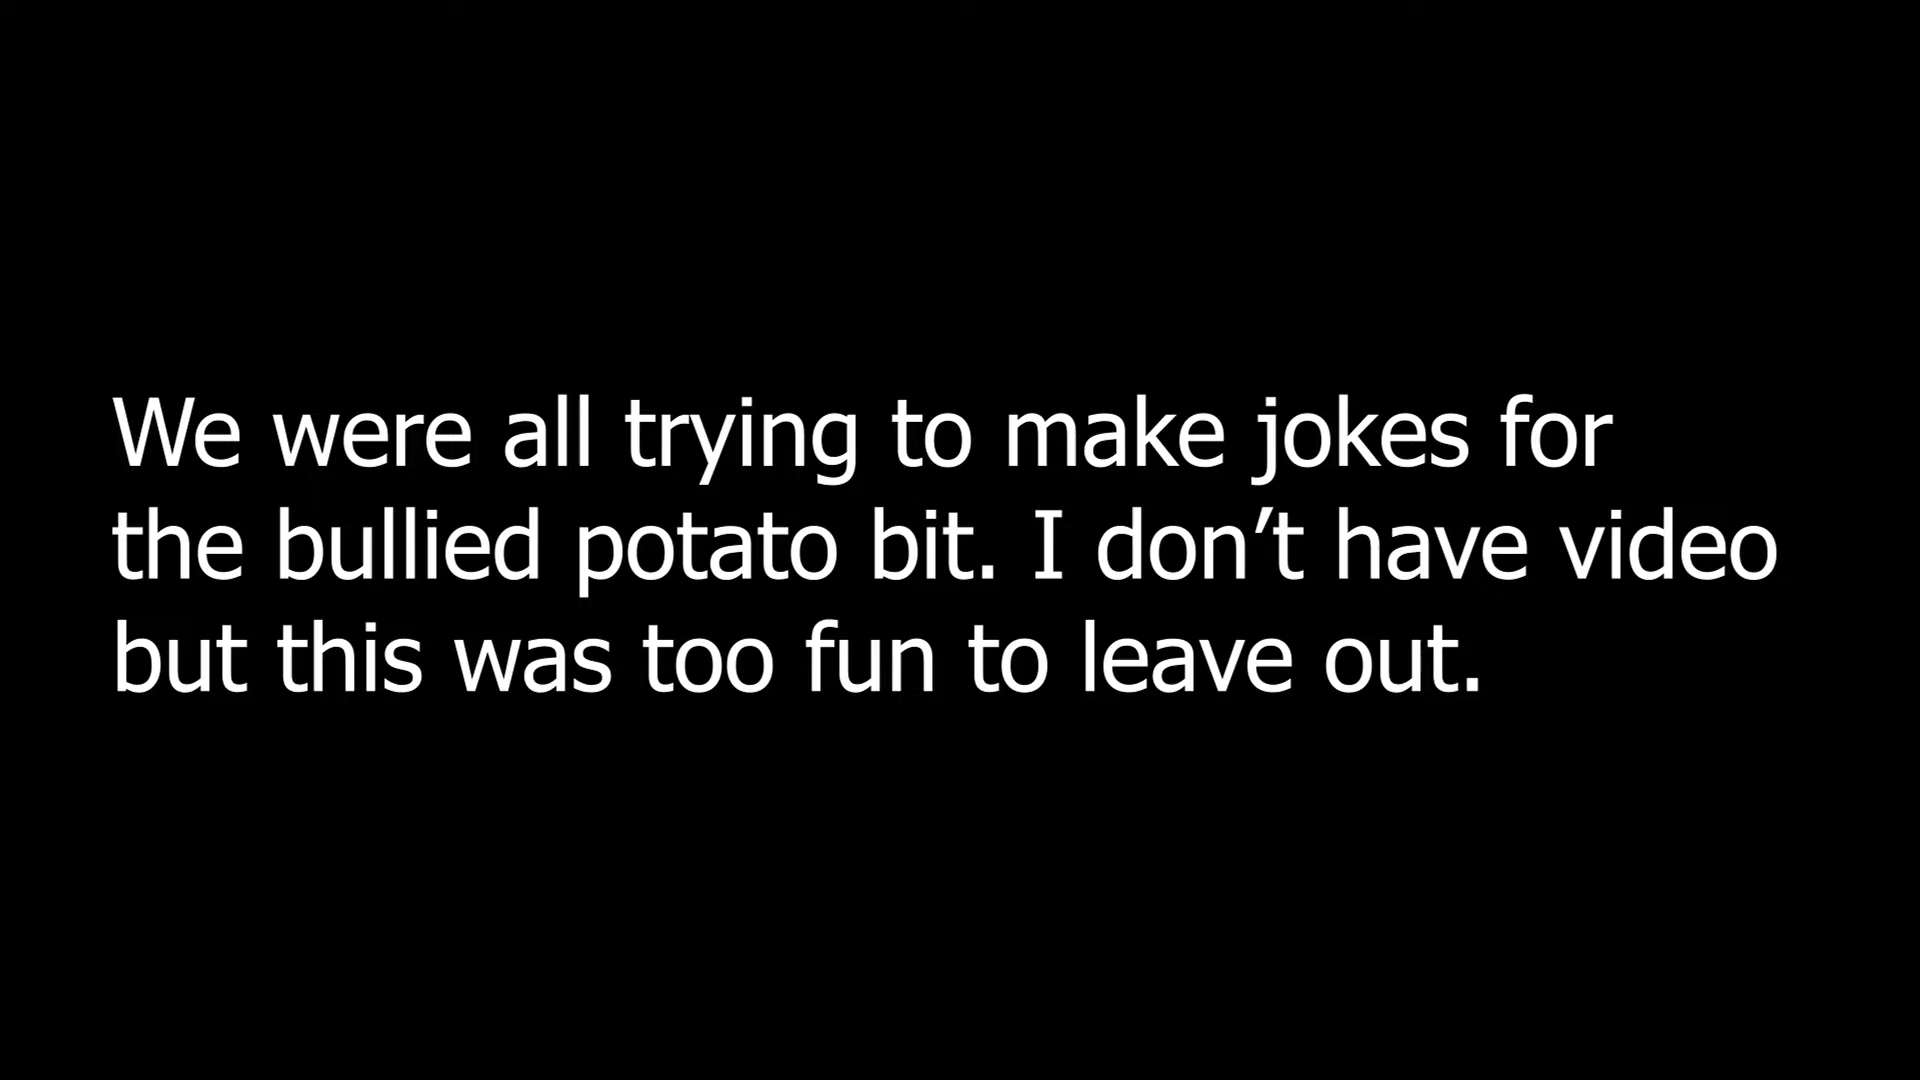 We were all trying to make jokes for
the bullied potato bit. I don’t have video
but this was too fun to leave out.